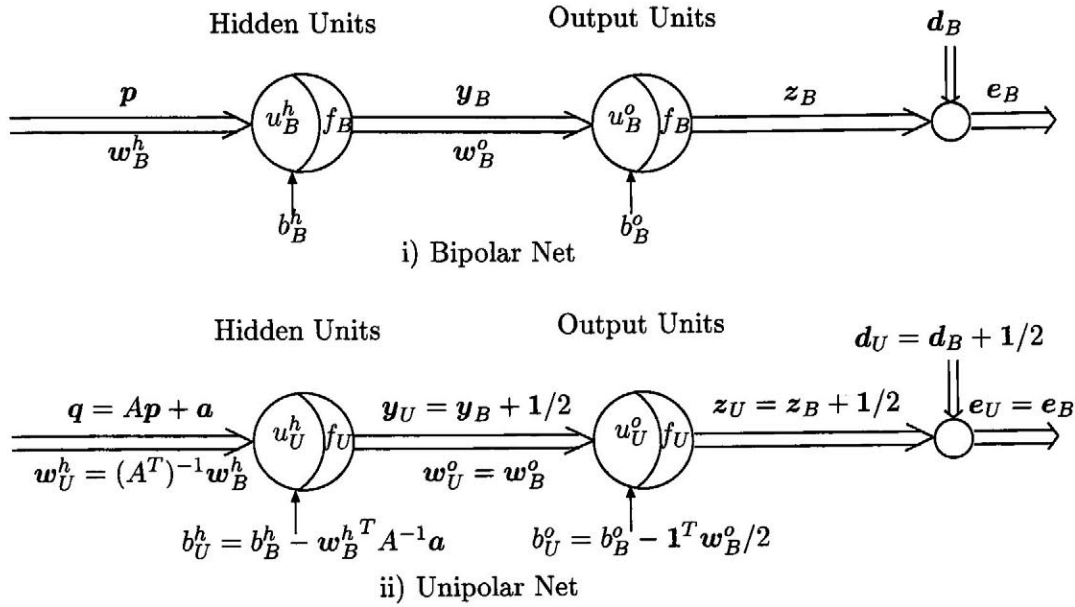 Hidden Units Output Units d_B
p y_B z_B e_B
u_B^h f_B u_B^o f_B
w_B^h w_B^o
b_B^h b_B^o
i) Bipolar Net
Hidden Units Output Units
d_U = d_B + 1/2
q = Ap + a y_U = y_B + 1/2 z_U = z_B + 1/2 e_U = e_B
u_U^h f_U u_U^o f_U
w_U^h = (A^T)^{-1} w_B^h w_U^o = w_B^o
b_U^h = b_B^h - w_B^{h T} A^{-1} a b_U^o = b_B^o - 1^T w_B^o/2
ii) Unipolar Net